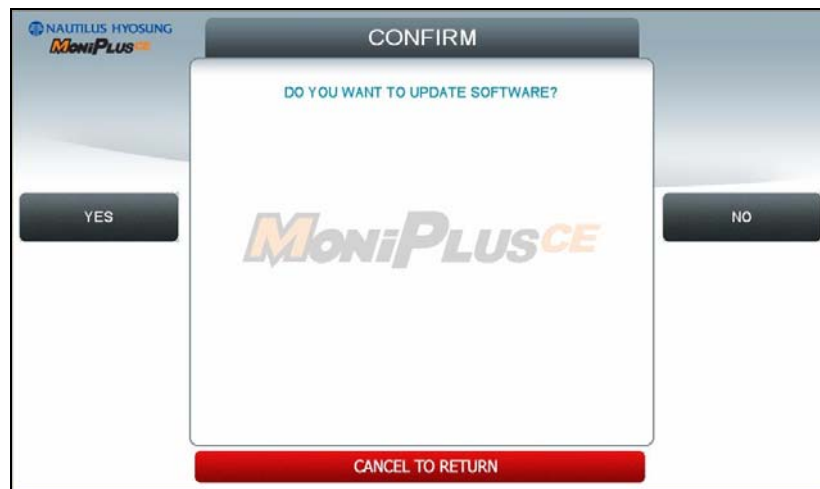 NAUTILUS HYOSUNG
MONIPLUS CE
CONFIRM
DO YOU WANT TO UPDATE SOFTWARE?
YES
NO
MONIPLUS CE
CANCEL TO RETURN